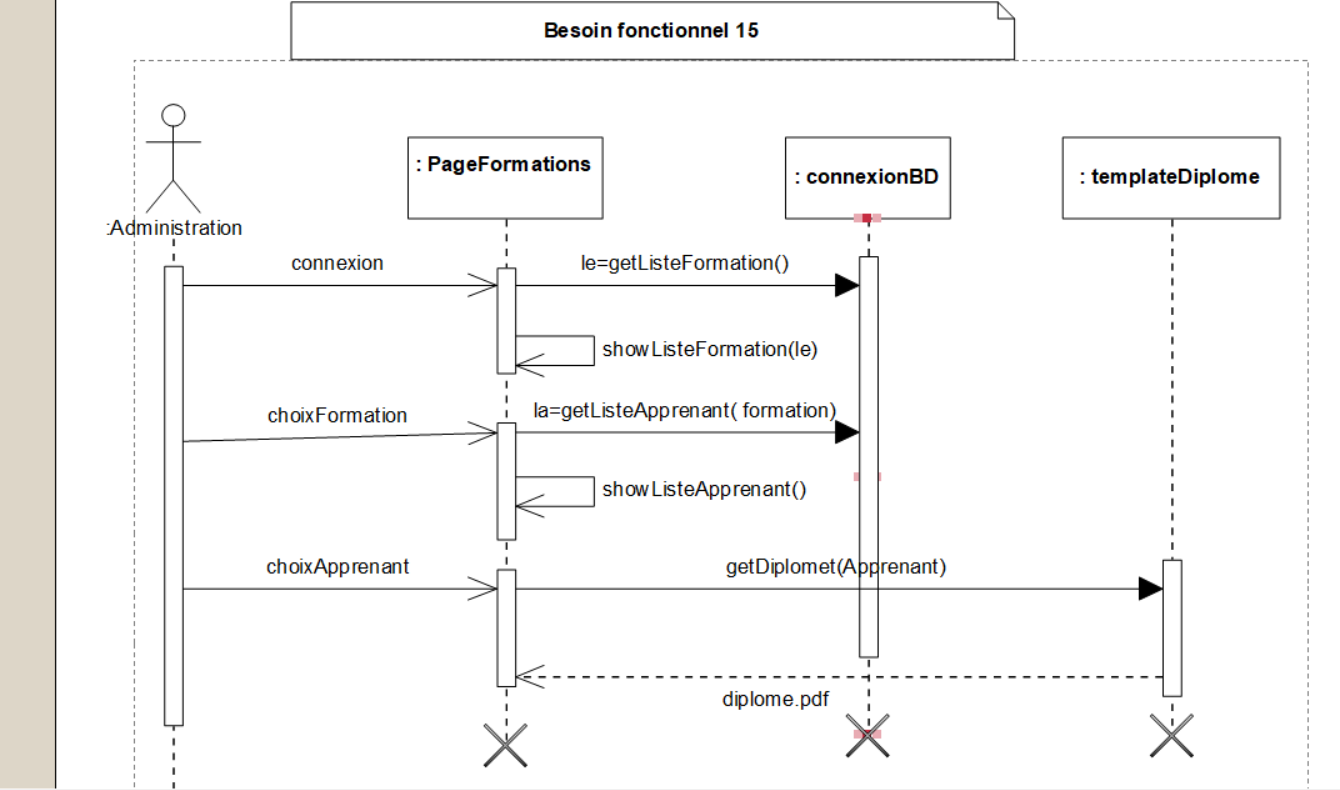 Besoin fonctionnel 15
: PageFormations
: connexionBD
: templateDiplome
:Administration
connexion
le=getListeFormation()
showListeFormation(le)
choixFormation
la=getListeApprenant( formation)
showListeApprenant()
choixApprenant
getDiplomet(Apprenant)
diplome.pdf